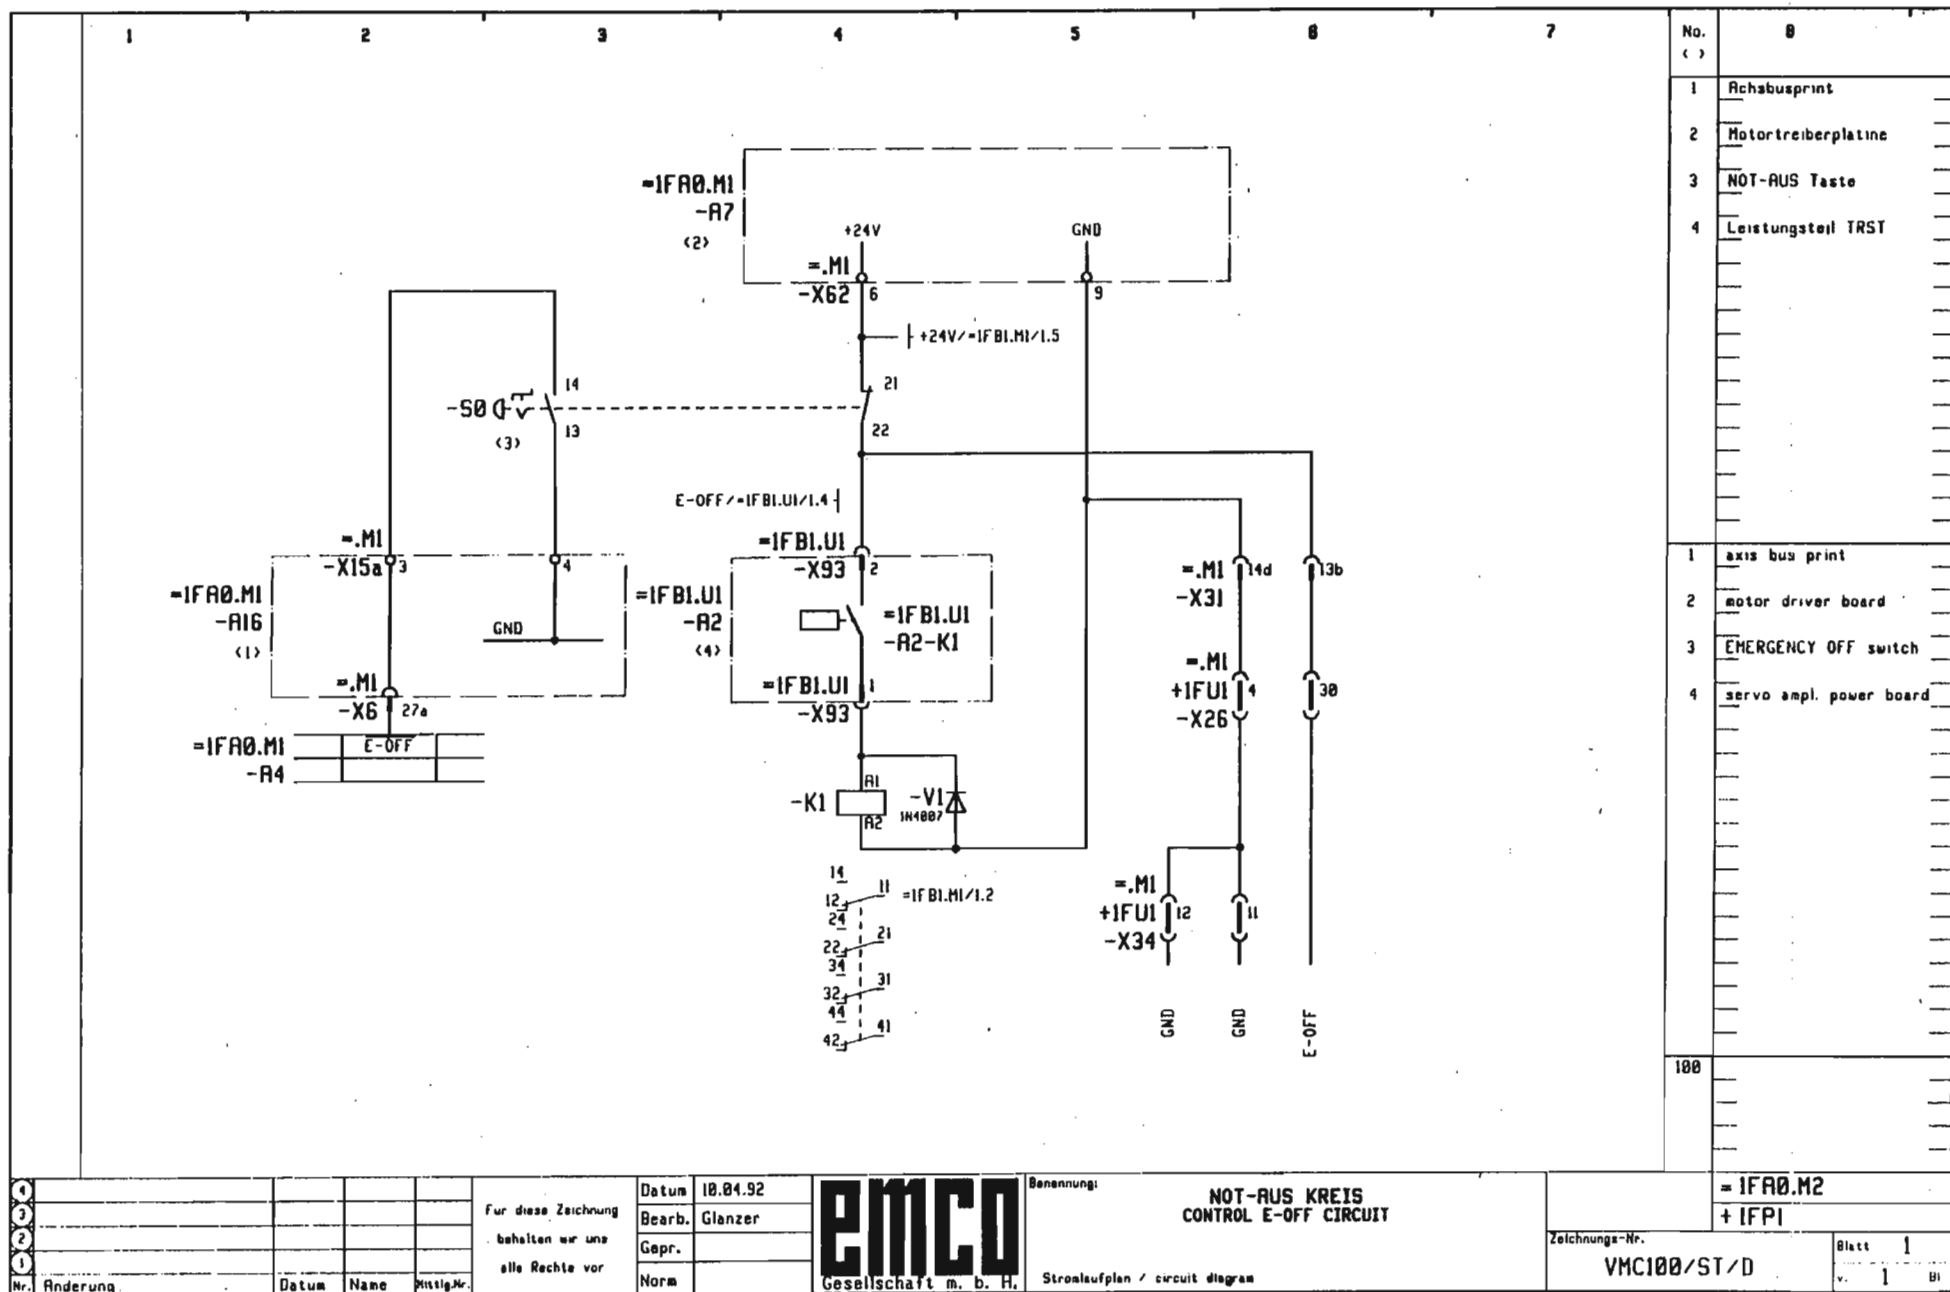 1 2 3 4 5 6 7 No. 8
< >
1 Achsbusprint
2 Motortreiberplatine
3 NOT-AUS Taste
4 Leistungsteil TRST
=1FA0.M1
-A7
<2>
+24V GND
=.M1
-X62 6 9
+24V/=1FB1.M1/1.5
14 21
-S0
13 22
<3>
E-OFF/=1FB1.U1/1.4
=.M1 =1FB1.U1
-X15a 3 4 -X93 2
=1FA0.M1
-A16
<1>
GND
=1FB1.U1
-A2
<4>
=1FB1.U1
-A2-K1
=.M1 14d 13b
-X31
=.M1 =1FB1.U1 1
-X6 27a -X93
=.M1
+1FU1 4 30
-X26
=1FA0.M1 E-OFF
-A4
A1
-K1 -V1
A2 1N4007
14
12 11 =1FB1.M1/1.2
24
22 21
34
32 31
44
42 41
=.M1
+1FU1 12 11
-X34
GND GND E-OFF
1 axis bus print
2 motor driver board
3 EMERGENCY OFF switch
4 servo ampl. power board
100
4
3
2
1
Nr. Änderung Datum Name Mittlg.Nr.
Fur diese Zeichnung
behalten wir uns
alle Rechte vor
Datum 10.04.92
Bearb. Glanzer
Gepr.
Norm
emco
Gesellschaft m. b. H.
Benennung:
NOT-AUS KREIS
CONTROL E-OFF CIRCUIT
Stromlaufplan / circuit diagram
= 1FA0.M2
+ 1FP1
Zeichnungs-Nr.
VMC100/ST/D
Blatt 1
v. 1 Bl